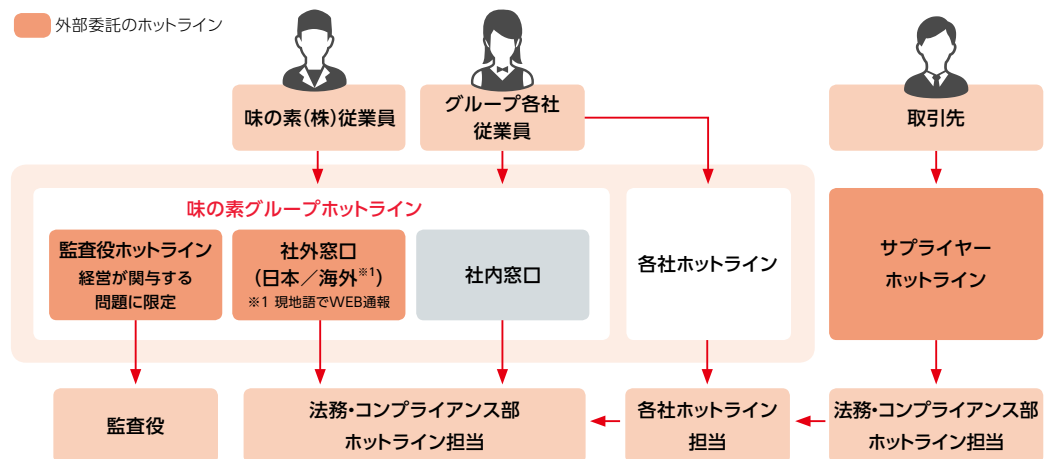 外部委託のホットライン
味の素(株)従業員
グループ各社
従業員
取引先
味の素グループホットライン
監査役ホットライン
経営が関与する
問題に限定
社外窓口
(日本／海外※1)
※1 現地語でWEB通報
社内窓口
各社ホットライン
サプライヤー
ホットライン
監査役
法務・コンプライアンス部
ホットライン担当
各社ホットライン
担当
法務・コンプライアンス部
ホットライン担当